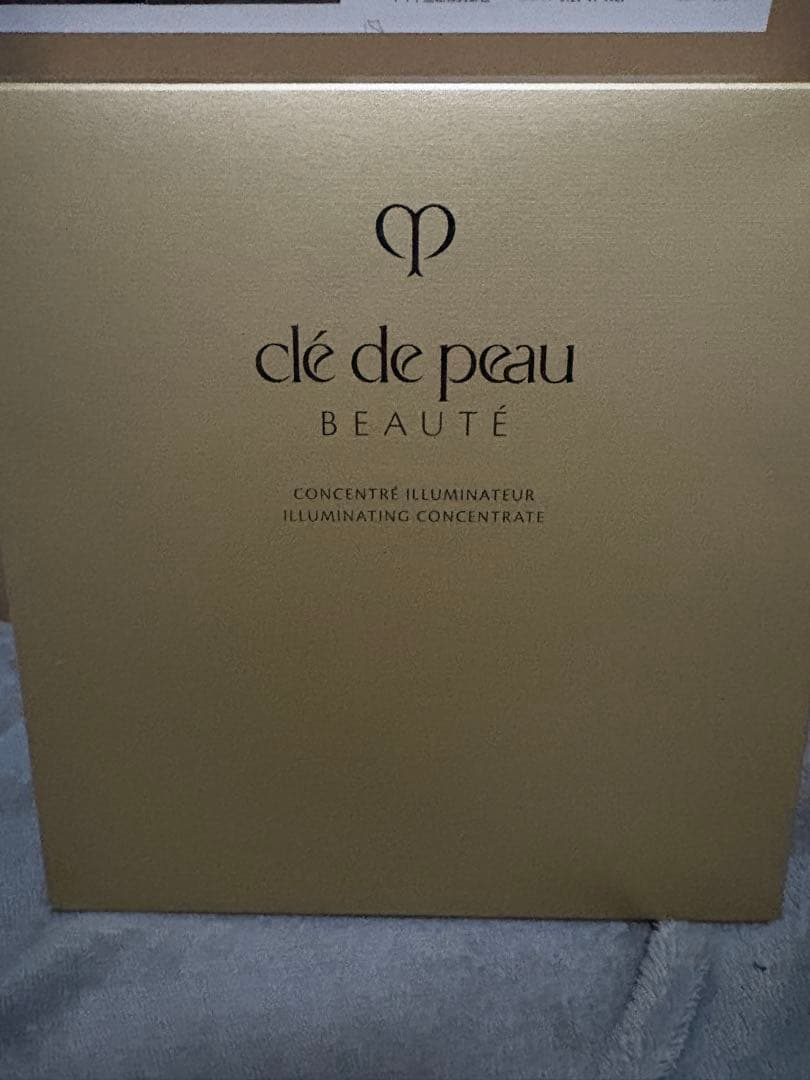 clé de peau
BEAUTÉ
CONCENTRÉ ILLUMINATEUR
ILLUMINATING CONCENTRATE